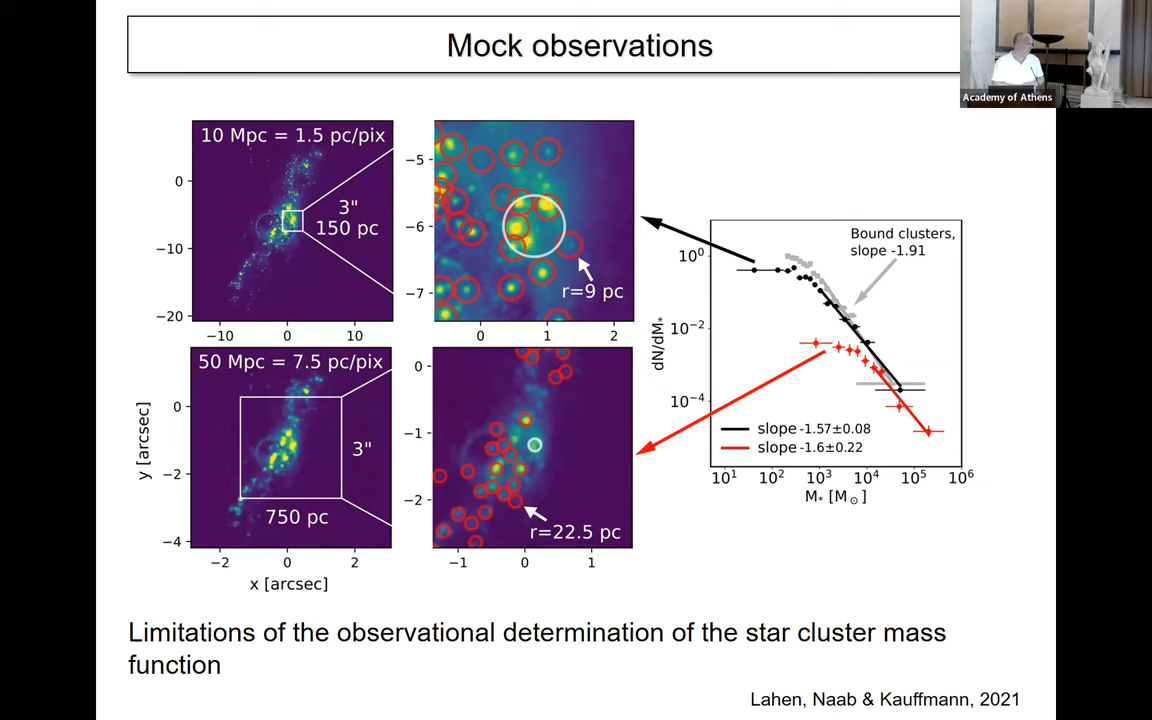 Mock observations
Academy of Athens
10 Mpc = 1.5 pc/pix
3"
150 pc
0
−10
−20
−10
0
10
−5
−6
−7
r=9 pc
0
1
2
50 Mpc = 7.5 pc/pix
3"
750 pc
0
−2
−4
−2
0
2
y [arcsec]
x [arcsec]
0
−1
−2
r=22.5 pc
−1
0
1
Bound clusters,
slope -1.91
10⁰
10⁻²
10⁻⁴
dN/dM*
slope -1.57±0.08
slope -1.6±0.22
10¹ 10² 10³ 10⁴ 10⁵ 10⁶
M* [M⊙]
Limitations of the observational determination of the star cluster mass
function
Lahen, Naab & Kauffmann, 2021